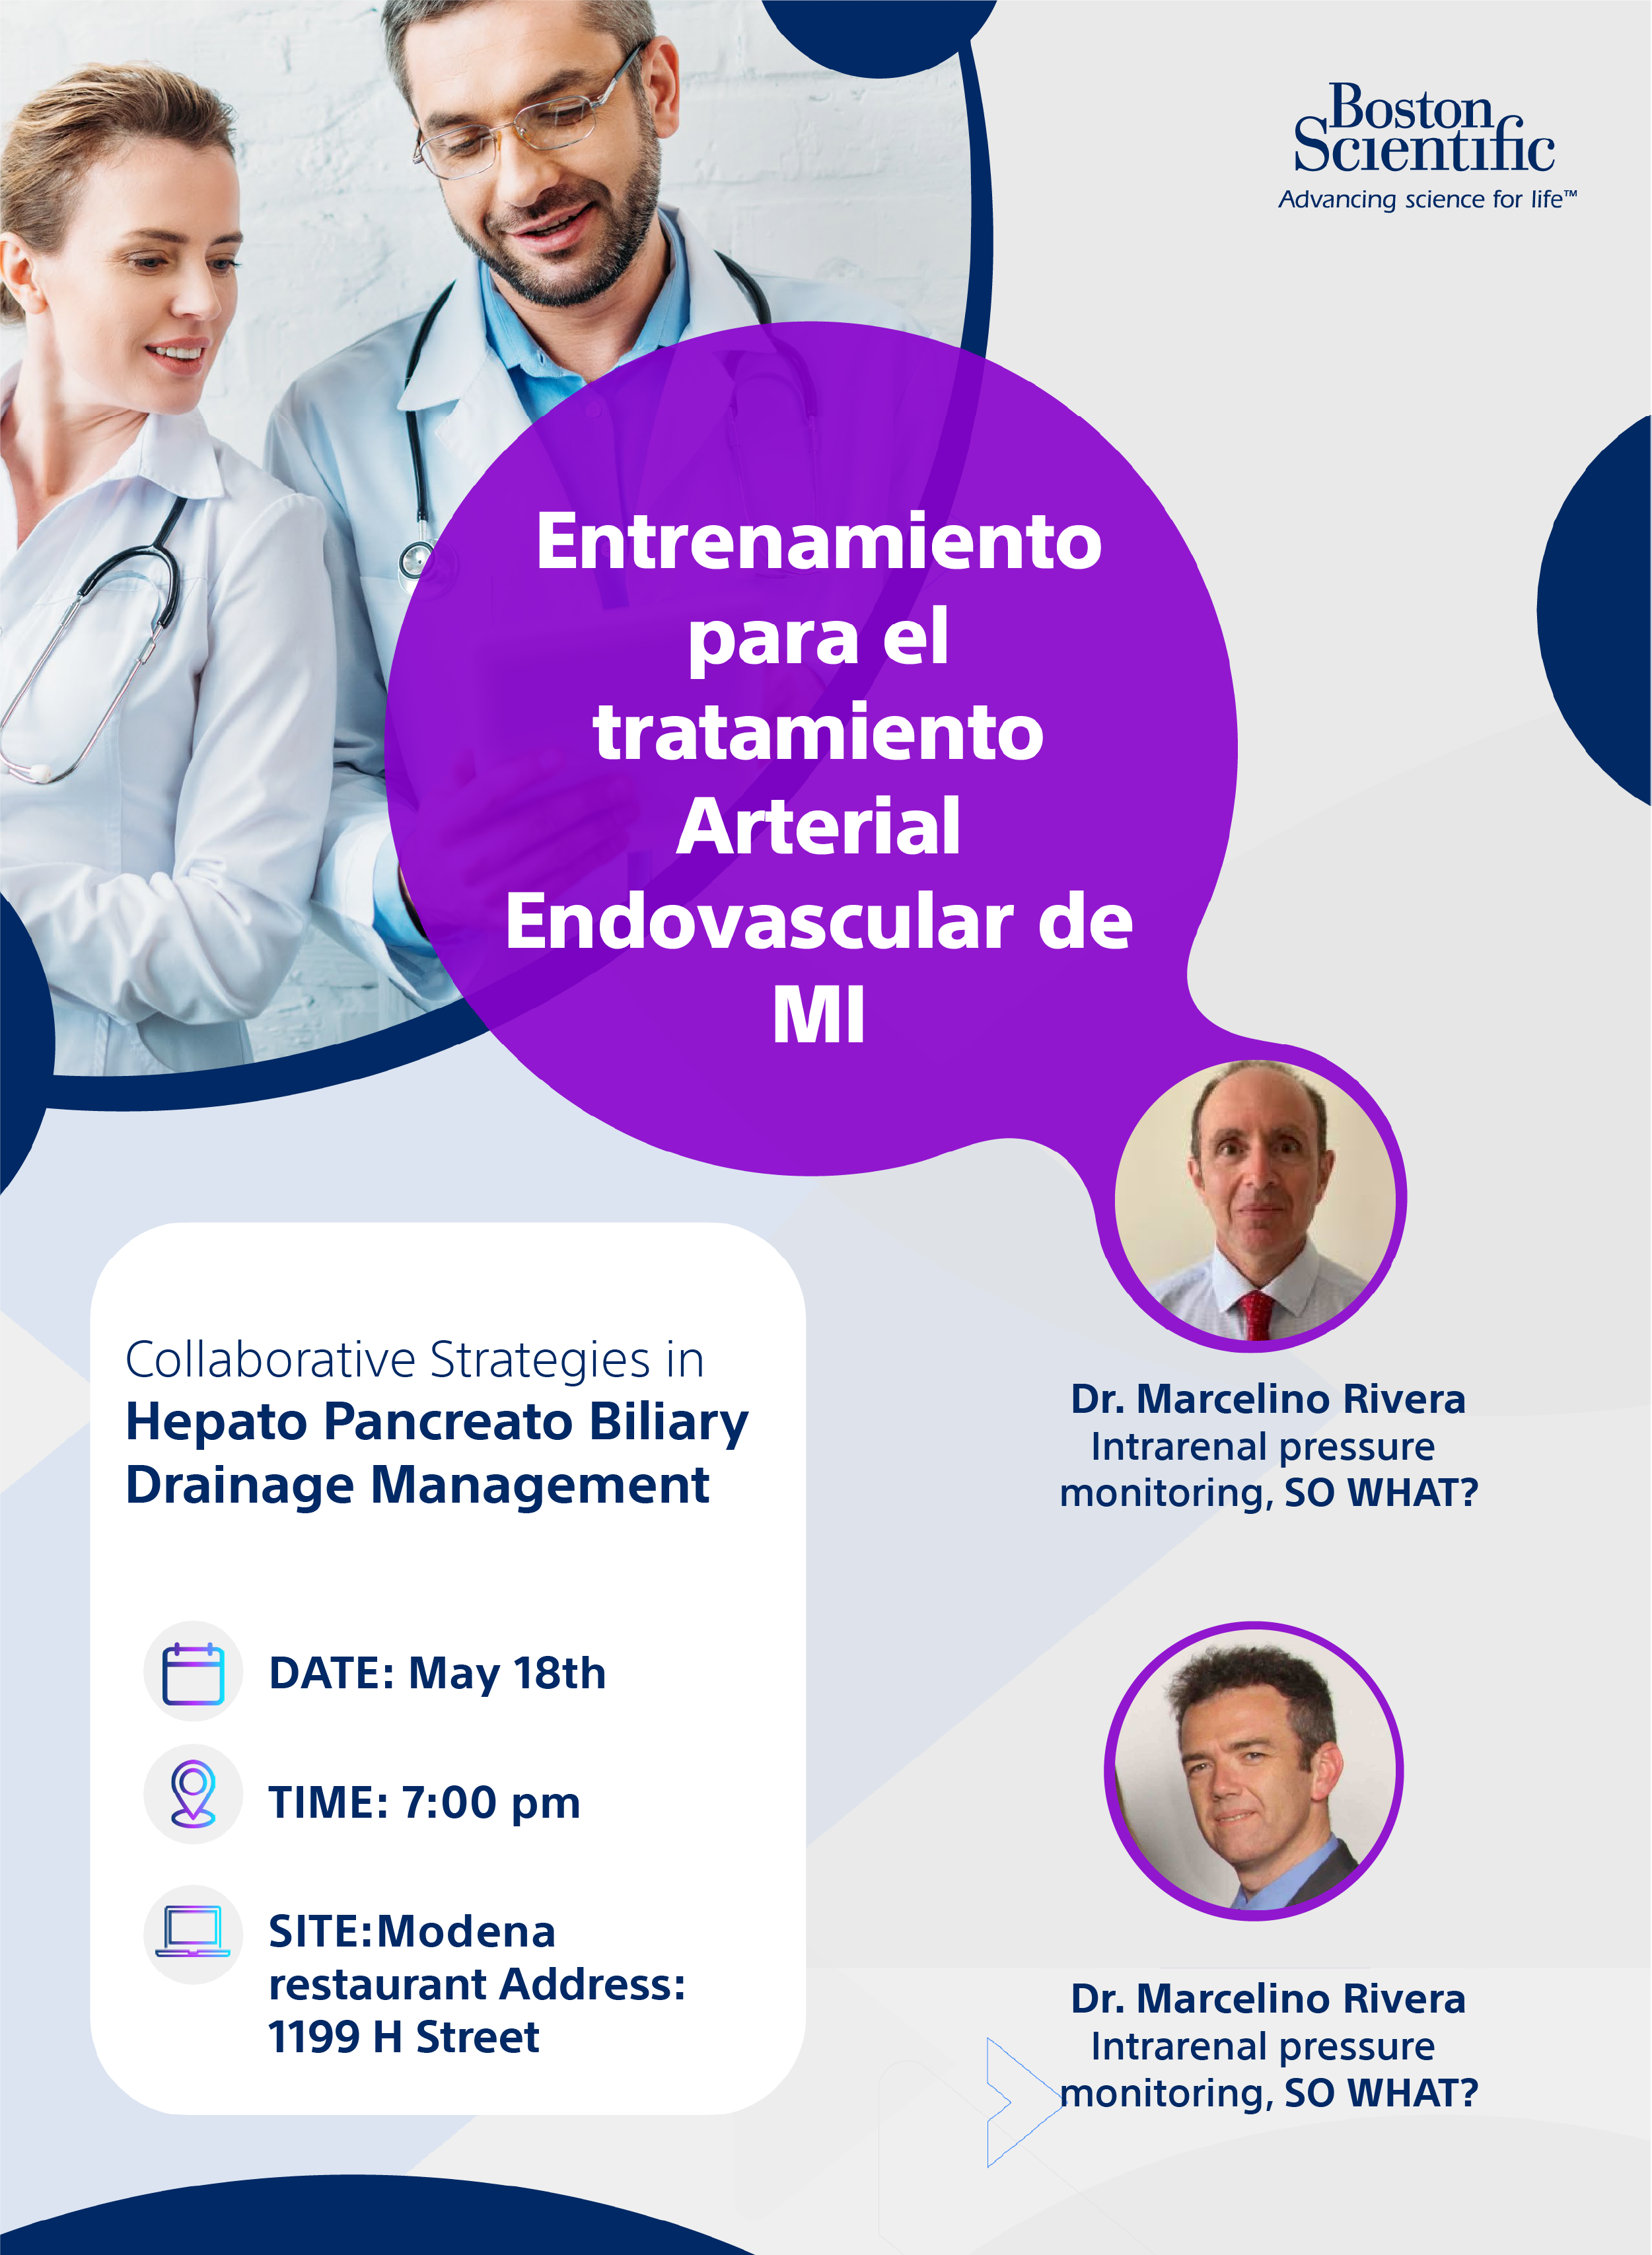 Boston
Scientific
Advancing science for life™
Entrenamiento
para el
tratamiento
Arterial
Endovascular de
MI
Collaborative Strategies in
Hepato Pancreato Biliary
Drainage Management
DATE: May 18th
TIME: 7:00 pm
SITE:Modena
restaurant Address:
1199 H Street
Dr. Marcelino Rivera
Intrarenal pressure
monitoring, SO WHAT?
Dr. Marcelino Rivera
Intrarenal pressure
monitoring, SO WHAT?